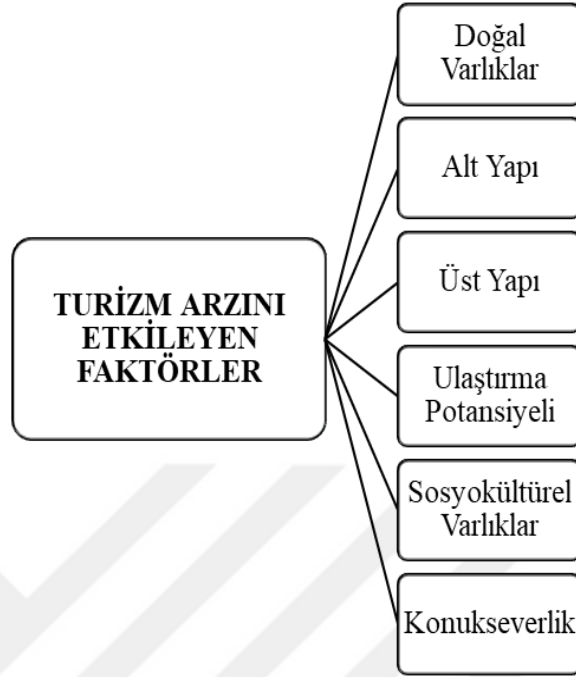 TURİZM ARZINI
ETKİLEYEN
FAKTÖRLER
Doğal
Varlıklar
Alt Yapı
Üst Yapı
Ulaştırma
Potansiyeli
Sosyokültürel
Varlıklar
Konukseverlik